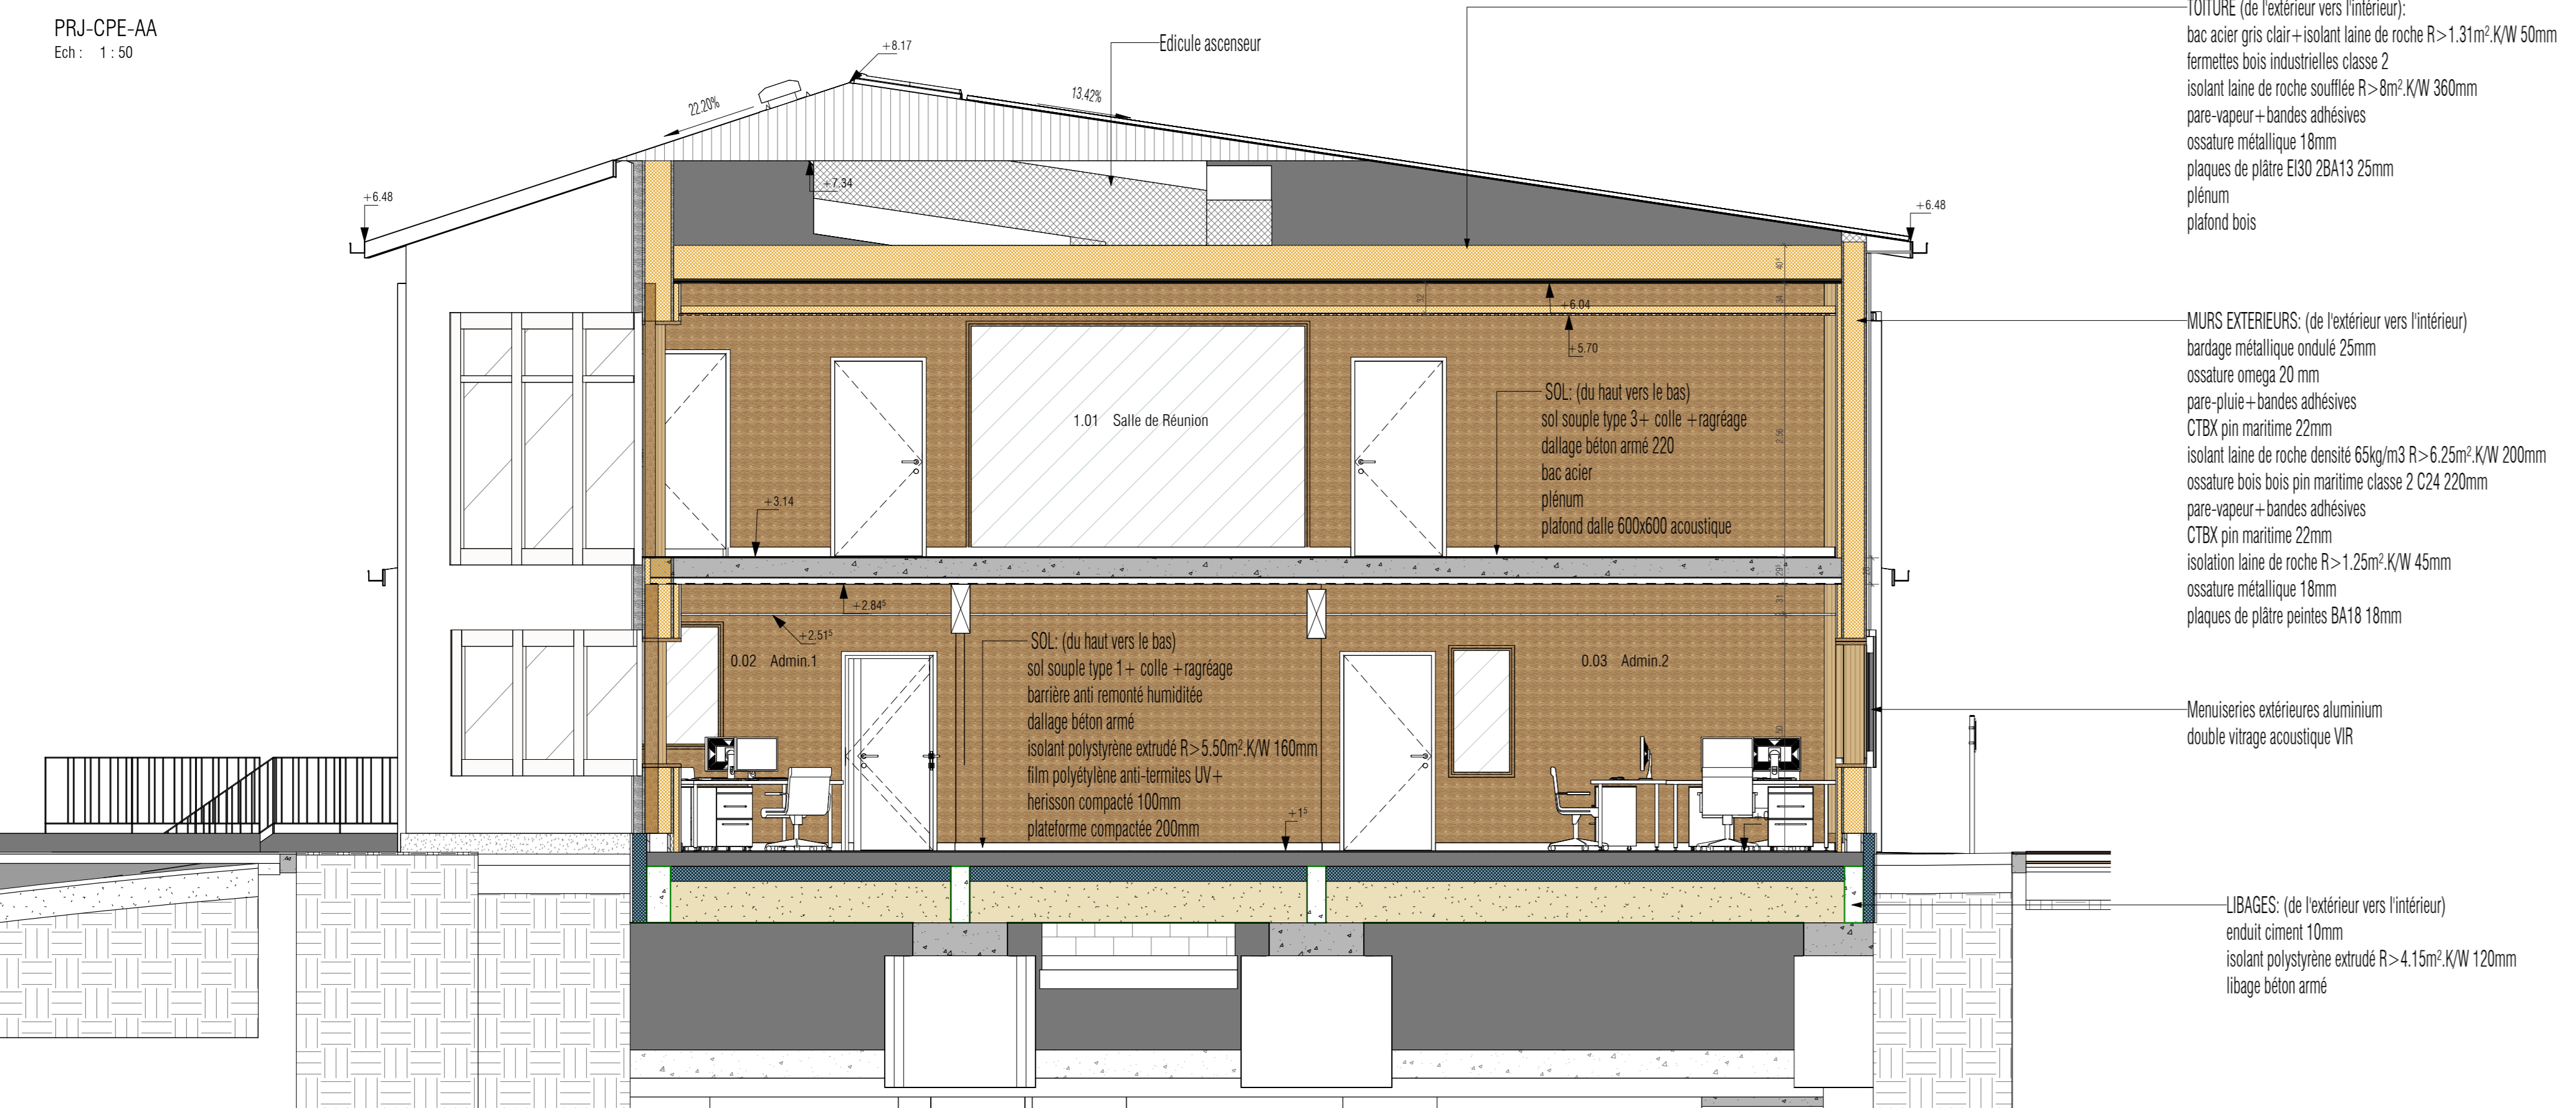 PRJ-CPE-AA
Ech : 1 : 50
+8.17
Edicule ascenseur
22.20%
13.42%
+7.34
+6.48
+6.48
TOITURE (de l'extérieur vers l'intérieur):
bac acier gris clair+isolant laine de roche R>1.31m².K/W 50mm
fermettes bois industrielles classe 2
isolant laine de roche soufflée R>8m².K/W 360mm
pare-vapeur+bandes adhésives
ossature métallique 18mm
plaques de plâtre EI30 2BA13 25mm
plénum
plafond bois
40⁵
32
34
+6.04
+5.70
MURS EXTERIEURS: (de l'extérieur vers l'intérieur)
bardage métallique ondulé 25mm
ossature omega 20 mm
pare-pluie+bandes adhésives
CTBX pin maritime 22mm
isolant laine de roche densité 65kg/m3 R>6.25m².K/W 200mm
ossature bois bois pin maritime classe 2 C24 220mm
pare-vapeur+bandes adhésives
CTBX pin maritime 22mm
isolation laine de roche R>1.25m².K/W 45mm
ossature métallique 18mm
plaques de plâtre peintes BA18 18mm
1.01 Salle de Réunion
SOL: (du haut vers le bas)
sol souple type 3+ colle +ragréage
dallage béton armé 220
bac acier
plénum
plafond dalle 600x600 acoustique
2.56
+3.14
29⁵
28
31
+2.84⁵
+2.51⁵
0.02 Admin.1
0.03 Admin.2
SOL: (du haut vers le bas)
sol souple type 1+ colle +ragréage
barrière anti remonté humiditée
dallage béton armé
isolant polystyrène extrudé R>5.50m².K/W 160mm
film polyétylène anti-termites UV+
herisson compacté 100mm
plateforme compactée 200mm
+1⁵
Menuiseries extérieures aluminium
double vitrage acoustique VIR
LIBAGES: (de l'extérieur vers l'intérieur)
enduit ciment 10mm
isolant polystyrène extrudé R>4.15m².K/W 120mm
libage béton armé